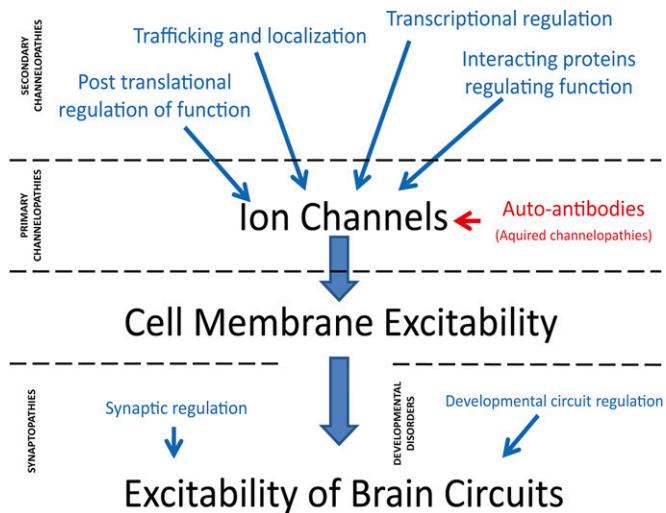 SECONDARY
CHANNELOPATHIES
Transcriptional regulation
Trafficking and localization
Interacting proteins
regulating function
Post translational
regulation of function
PRIMARY
CHANNELOPATHIES
Ion Channels
Auto-antibodies
(Aquired channelopathies)
Cell Membrane Excitability
SYNAPTOPATHIES
Synaptic regulation
DEVELOPMENTAL
DISORDERS
Developmental circuit regulation
Excitability of Brain Circuits